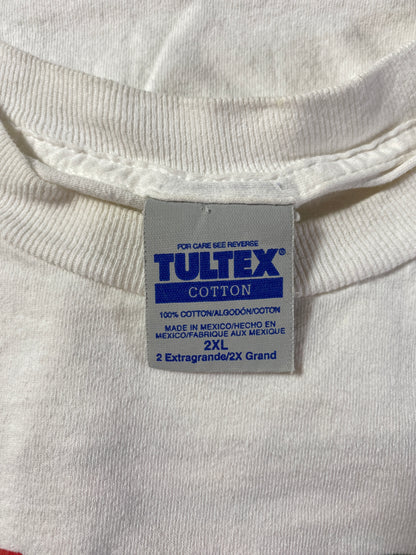 FOR CARE SEE REVERSE
TULTEX®
COTTON
100% COTTON/ALGODÓN/COTON
MADE IN MEXICO/HECHO EN
MEXICO/FABRIQUE AUX MEXIQUE
2XL
2 Extragrande/2X Grand